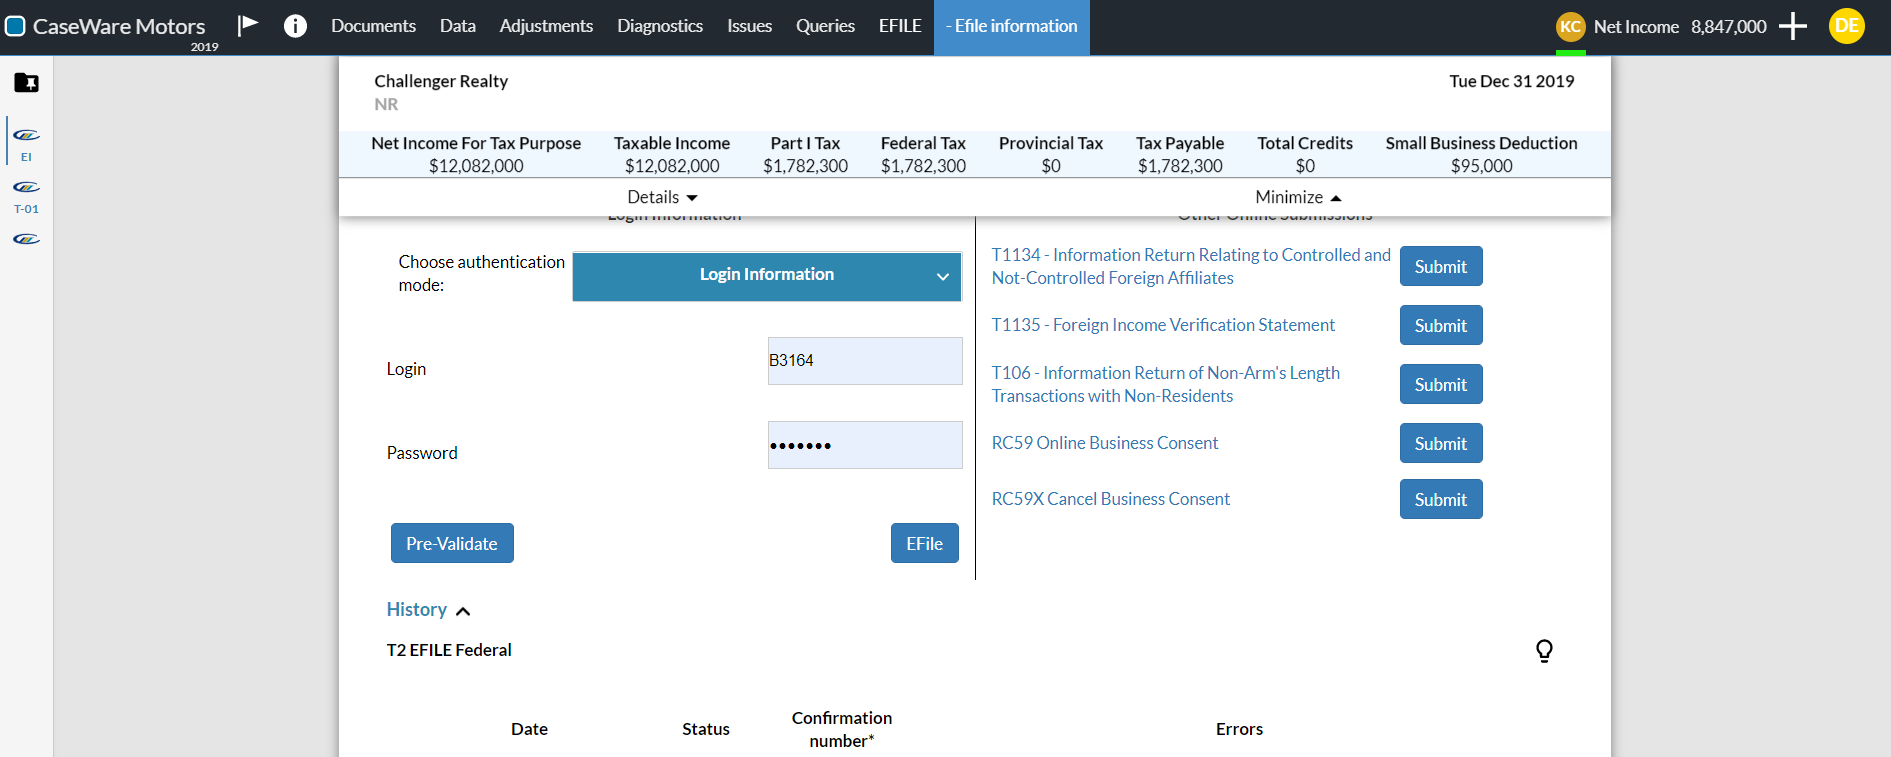 CaseWare Motors
2019
Documents
Data
Adjustments
Diagnostics
Issues
Queries
EFILE
- Efile information
KC
Net Income 8,847,000
DE
EI
T-01
Challenger Realty
Tue Dec 31 2019
NR
Net Income For Tax Purpose
$12,082,000
Taxable Income
$12,082,000
Part I Tax
$1,782,300
Federal Tax
$1,782,300
Provincial Tax
$0
Tax Payable
$1,782,300
Total Credits
$0
Small Business Deduction
$95,000
Details
Minimize
Login Information
Other Online Submissions
Choose authentication
mode:
Login Information
Login
B3164
Password
•••••••
Pre-Validate
EFile
T1134 - Information Return Relating to Controlled and
Not-Controlled Foreign Affiliates
Submit
T1135 - Foreign Income Verification Statement
Submit
T106 - Information Return of Non-Arm's Length
Transactions with Non-Residents
Submit
RC59 Online Business Consent
Submit
RC59X Cancel Business Consent
Submit
History
T2 EFILE Federal
Date
Status
Confirmation
number*
Errors